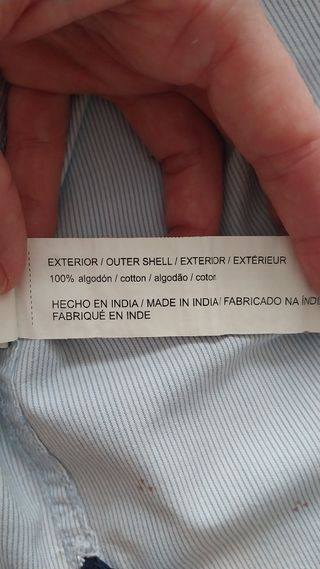 EXTERIOR / OUTER SHELL / EXTERIOR / EXTÉRIEUR
100% algodón / cotton / algodão / coton
HECHO EN INDIA / MADE IN INDIA/ FABRICADO NA
FABRIQUÉ EN INDE